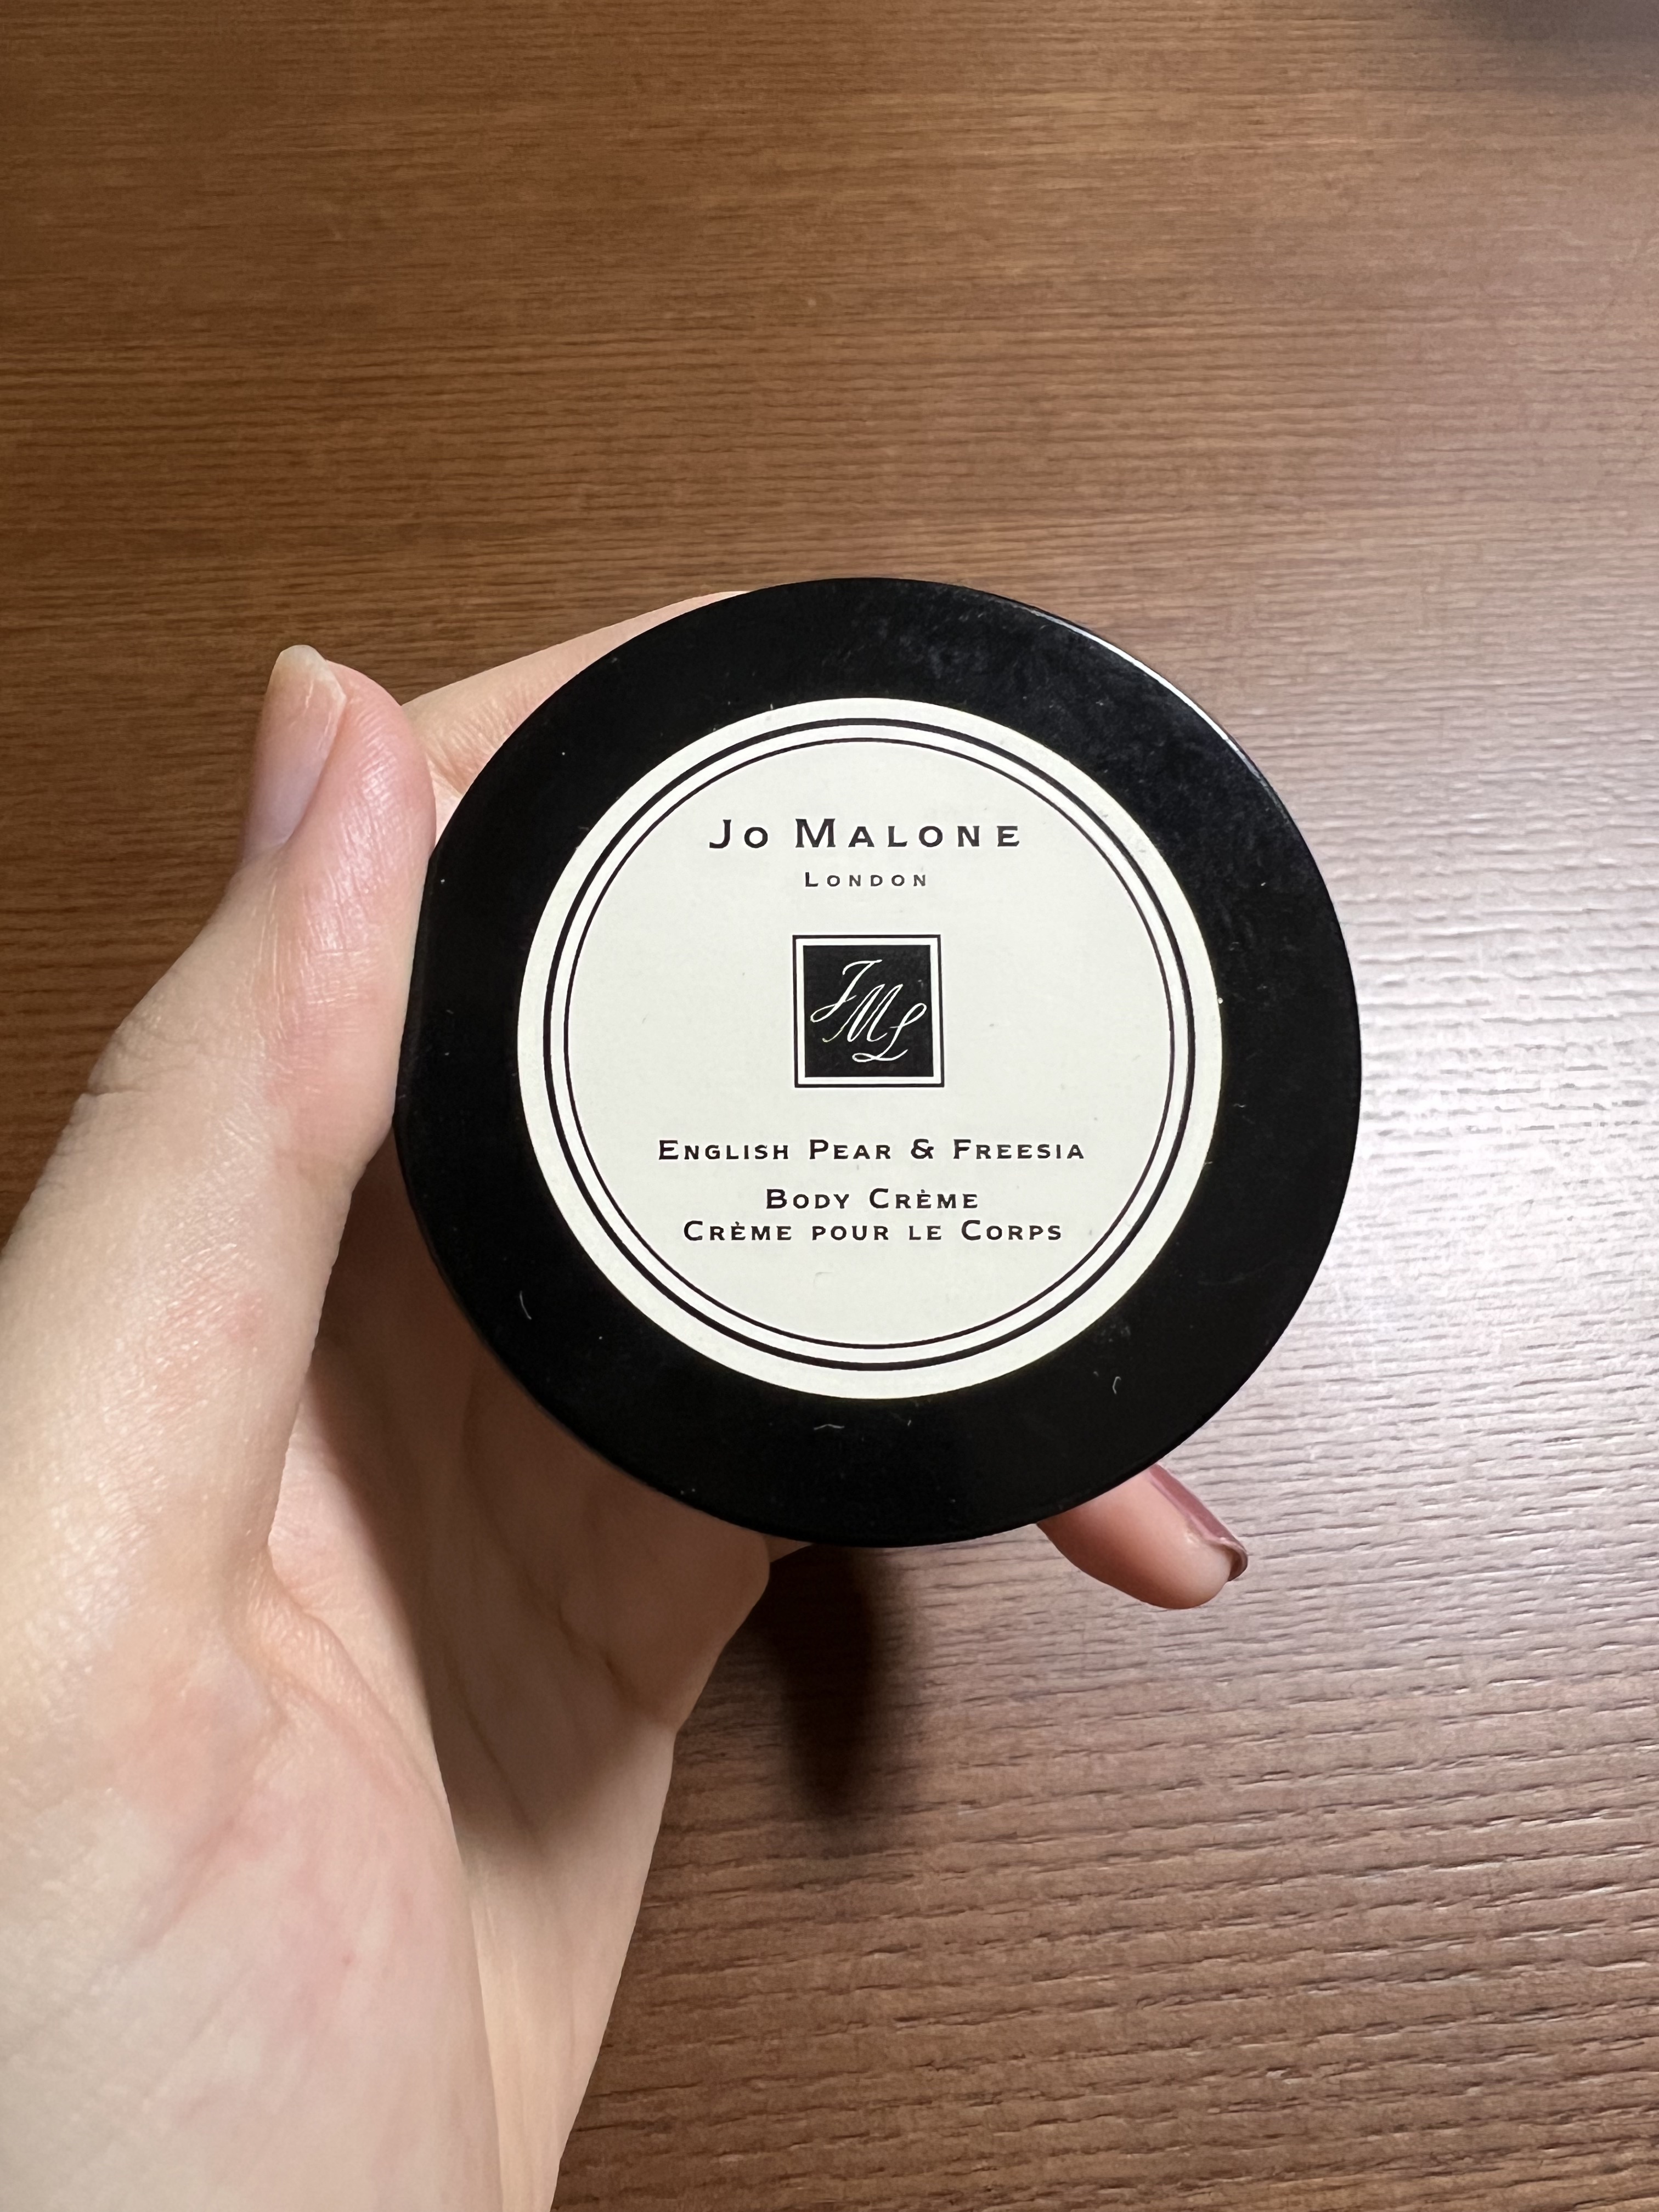 Jo Malone
London
JML
English Pear & Freesia
Body Crème
Crème pour le Corps